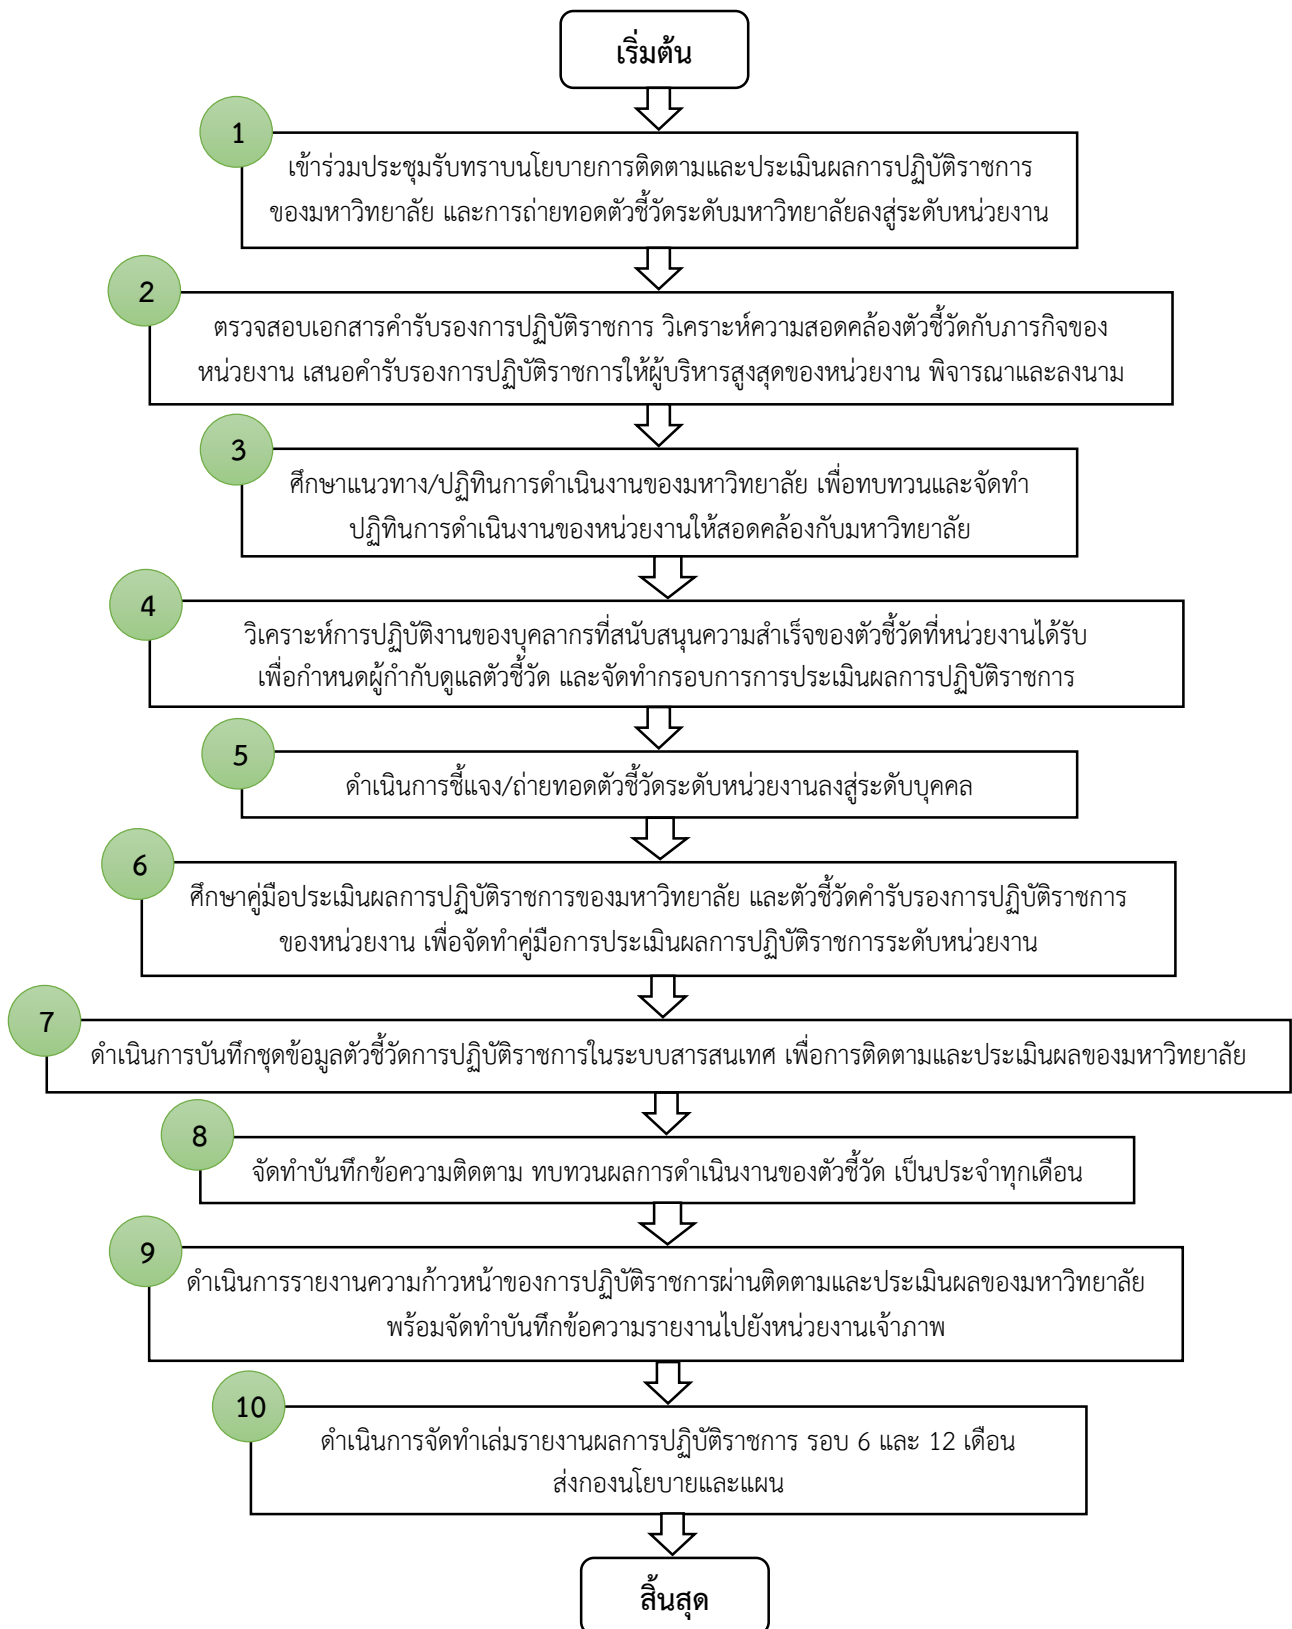 เริ่มต้น
1
เข้าร่วมประชุมรับทราบนโยบายการติดตามและประเมินผลการปฏิบัติราชการ
ของมหาวิทยาลัย และการถ่ายทอดตัวชี้วัดระดับมหาวิทยาลัยลงสู่ระดับหน่วยงาน
2
ตรวจสอบเอกสารคำรับรองการปฏิบัติราชการ วิเคราะห์ความสอดคล้องตัวชี้วัดกับภารกิจของ
หน่วยงาน เสนอคำรับรองการปฏิบัติราชการให้ผู้บริหารสูงสุดของหน่วยงาน พิจารณาและลงนาม
3
ศึกษาแนวทาง/ปฏิทินการดำเนินงานของมหาวิทยาลัย เพื่อทบทวนและจัดทำ
ปฏิทินการดำเนินงานของหน่วยงานให้สอดคล้องกับมหาวิทยาลัย
4
วิเคราะห์การปฏิบัติงานของบุคลากรที่สนับสนุนความสำเร็จของตัวชี้วัดที่หน่วยงานได้รับ
เพื่อกำหนดผู้กำกับดูแลตัวชี้วัด และจัดทำกรอบการการประเมินผลการปฏิบัติราชการ
5
ดำเนินการชี้แจง/ถ่ายทอดตัวชี้วัดระดับหน่วยงานลงสู่ระดับบุคคล
6
ศึกษาคู่มือประเมินผลการปฏิบัติราชการของมหาวิทยาลัย และตัวชี้วัดคำรับรองการปฏิบัติราชการ
ของหน่วยงาน เพื่อจัดทำคู่มือการประเมินผลการปฏิบัติราชการระดับหน่วยงาน
7
ดำเนินการบันทึกชุดข้อมูลตัวชี้วัดการปฏิบัติราชการในระบบสารสนเทศ เพื่อการติดตามและประเมินผลของมหาวิทยาลัย
8
จัดทำบันทึกข้อความติดตาม ทบทวนผลการดำเนินงานของตัวชี้วัด เป็นประจำทุกเดือน
9
ดำเนินการรายงานความก้าวหน้าของการปฏิบัติราชการผ่านติดตามและประเมินผลของมหาวิทยาลัย
พร้อมจัดทำบันทึกข้อความรายงานไปยังหน่วยงานเจ้าภาพ
10
ดำเนินการจัดทำเล่มรายงานผลการปฏิบัติราชการ รอบ 6 และ 12 เดือน
ส่งกองนโยบายและแผน
สิ้นสุด